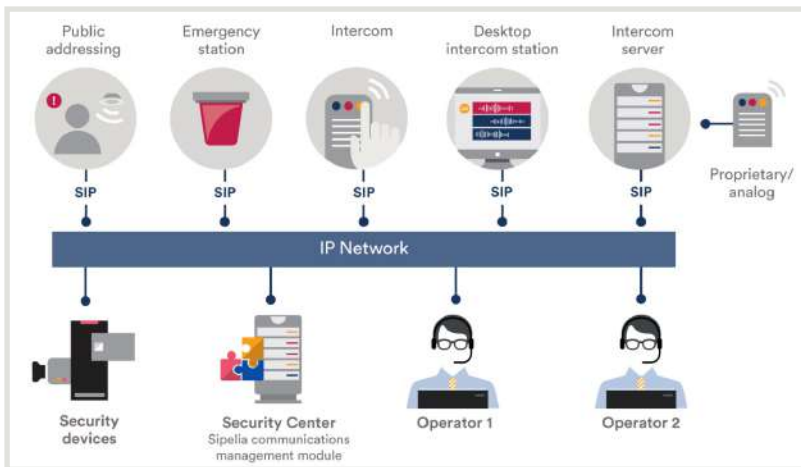 Public
addressing
Emergency
station
Intercom
Desktop
intercom station
Intercom
server
Proprietary/
analog
SIP
SIP
SIP
SIP
SIP
IP Network
Security
devices
Security Center
Sipelia communications
management module
Operator 1
Operator 2